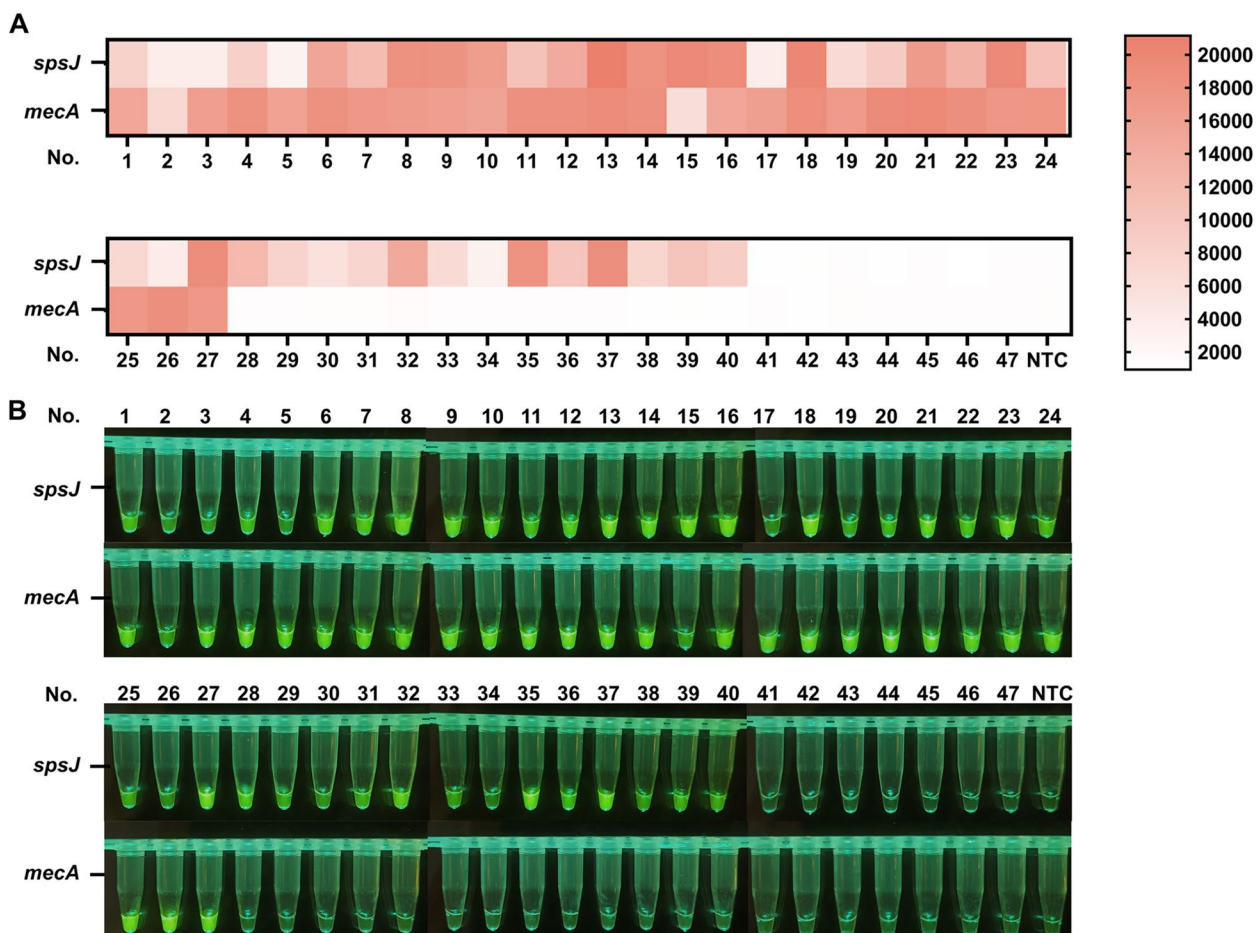 A
spsJ
mecA
No. 1 2 3 4 5 6 7 8 9 10 11 12 13 14 15 16 17 18 19 20 21 22 23 24
spsJ
mecA
No. 25 26 27 28 29 30 31 32 33 34 35 36 37 38 39 40 41 42 43 44 45 46 47 NTC
20000
18000
16000
14000
12000
10000
8000
6000
4000
2000
B
No. 1 2 3 4 5 6 7 8 9 10 11 12 13 14 15 16 17 18 19 20 21 22 23 24
spsJ
mecA
No. 25 26 27 28 29 30 31 32 33 34 35 36 37 38 39 40 41 42 43 44 45 46 47 NTC
spsJ
mecA